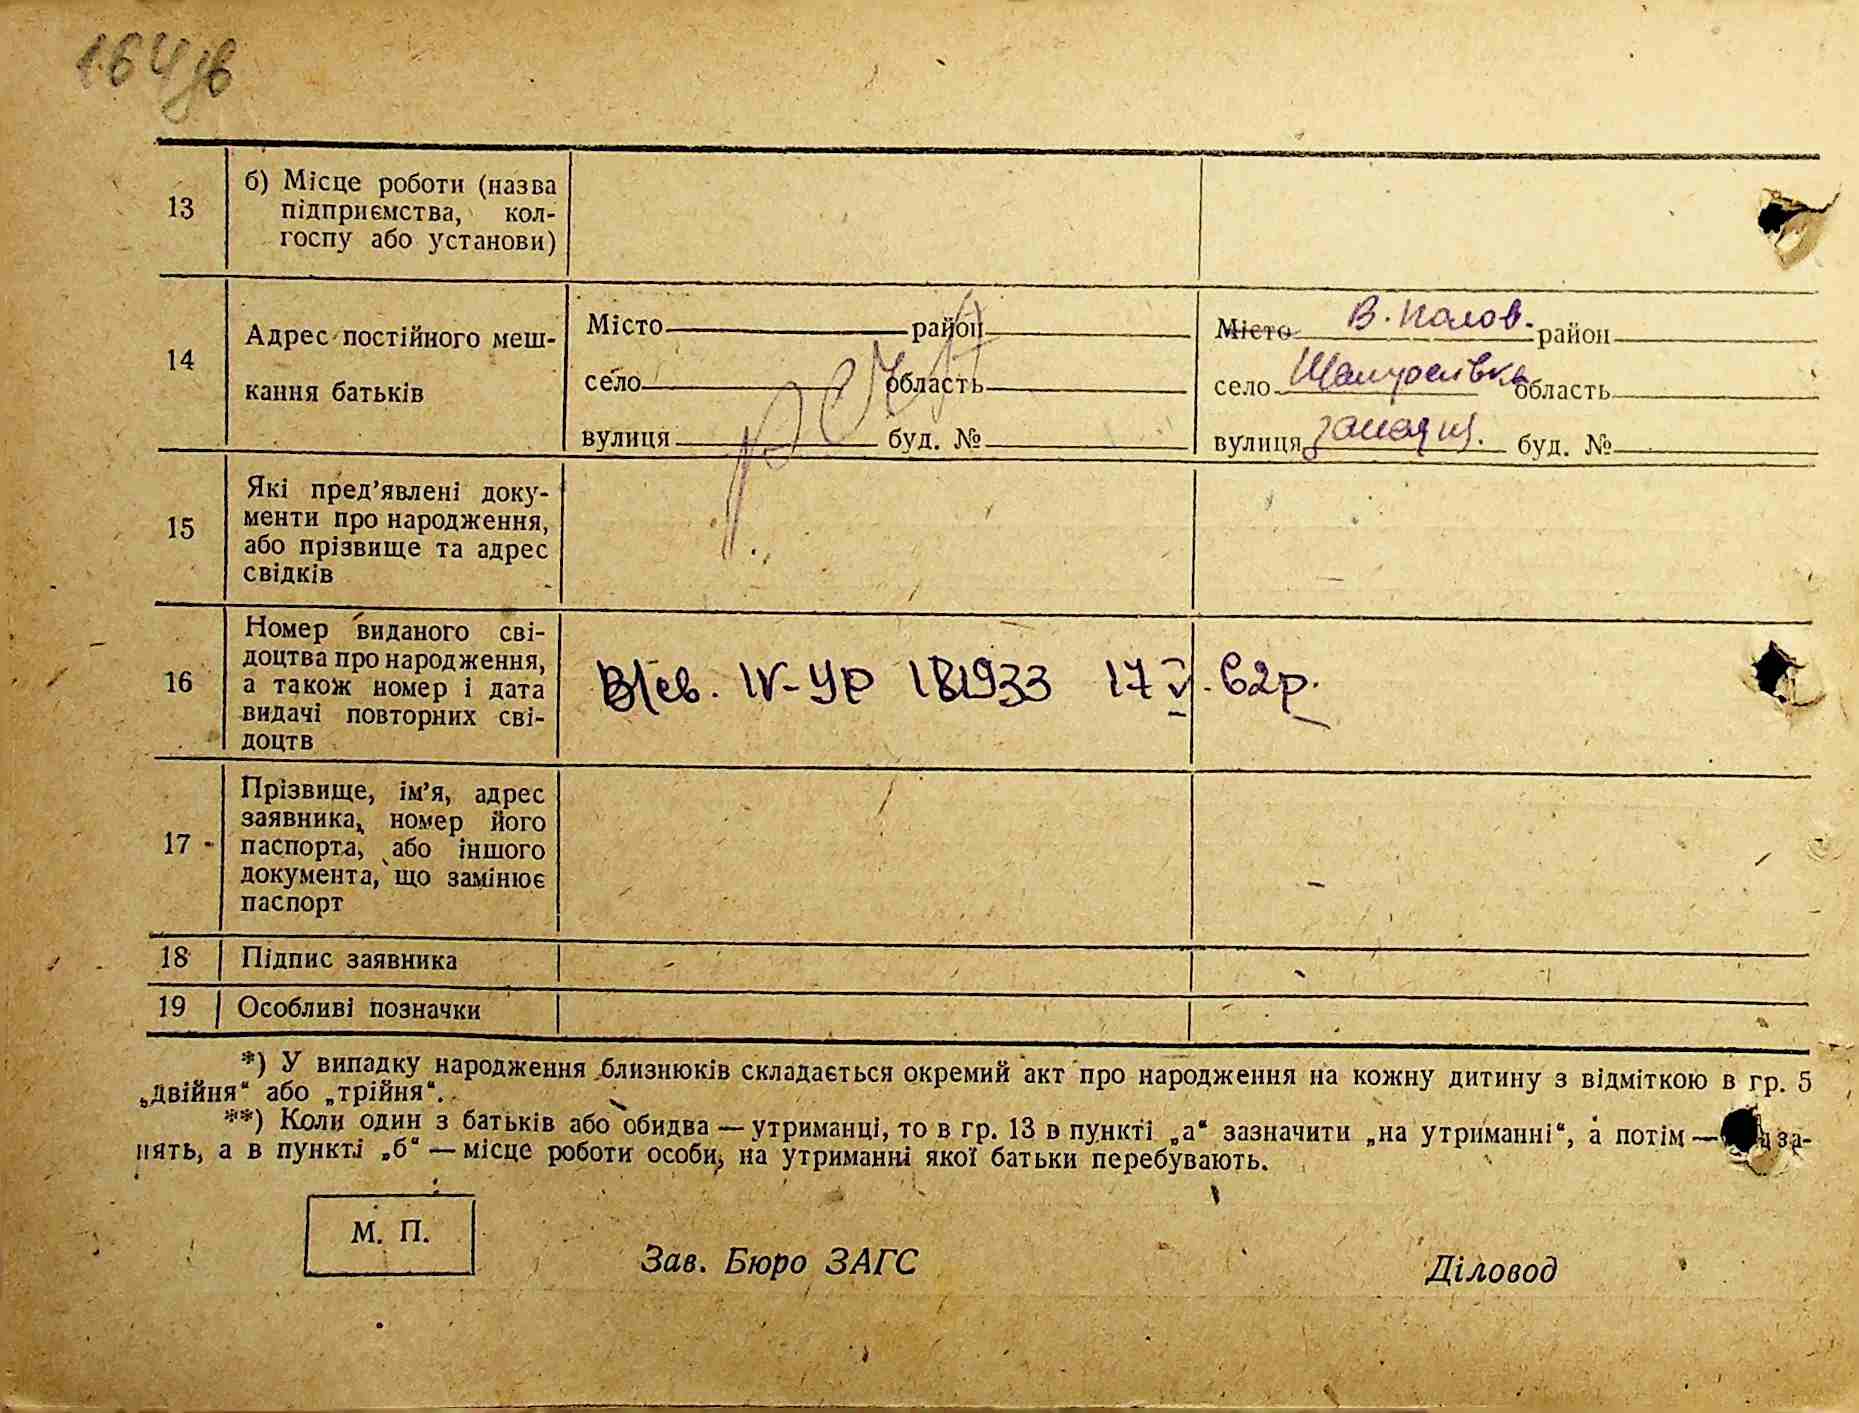 164зв
13
б) Місце роботи (назва
підприємства, кол-
госпу або установи)
14
Адрес постійного меш-
кання батьків
Місто район
село область
вулиця буд. №
Місто В. Полов. район
село область
вулиця буд. №
15
Які пред’явлені доку-
менти про народження,
або прізвище та адрес
свідків
16
Номер виданого сві-
доцтва про народження,
а також номер і дата
видачі повторних сві-
доцтв
IV-УР 181933 17 V. 62р.
17
Прізвище, ім’я, адрес
заявника, номер його
паспорта, або іншого
документа, що замінює
паспорт
18 Підпис заявника
19 Особливі позначки
*) У випадку народження близнюків складається окремий акт про народження на кожну дитину з відміткою в гр. 5
„двійня“ або „трійня“.
**) Коли один з батьків або обидва — утриманці, то в гр. 13 в пункті „а“ зазначити „на утриманні“, а потім —
нять, а в пункті „б“ — місце роботи особи, на утриманні якої батьки перебувають.
М. П.
Зав. Бюро ЗАГС
Діловод